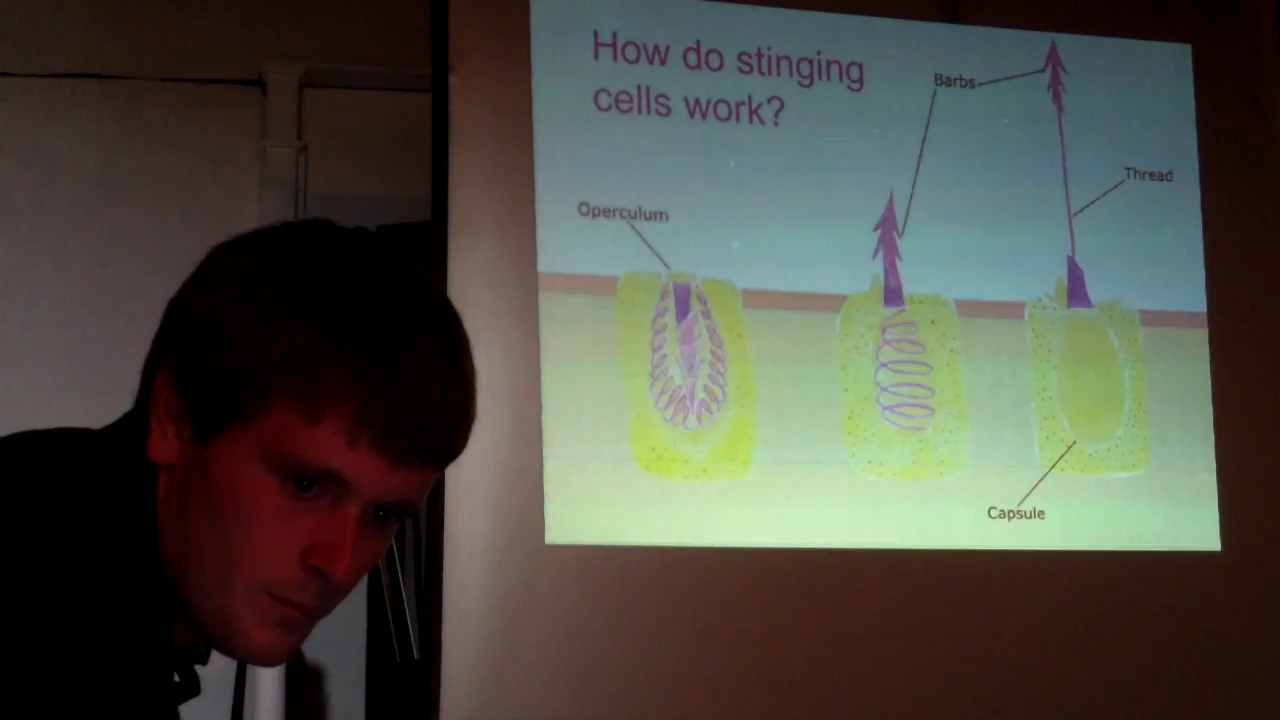 How do stinging
cells work?
Barbs
Thread
Operculum
Capsule